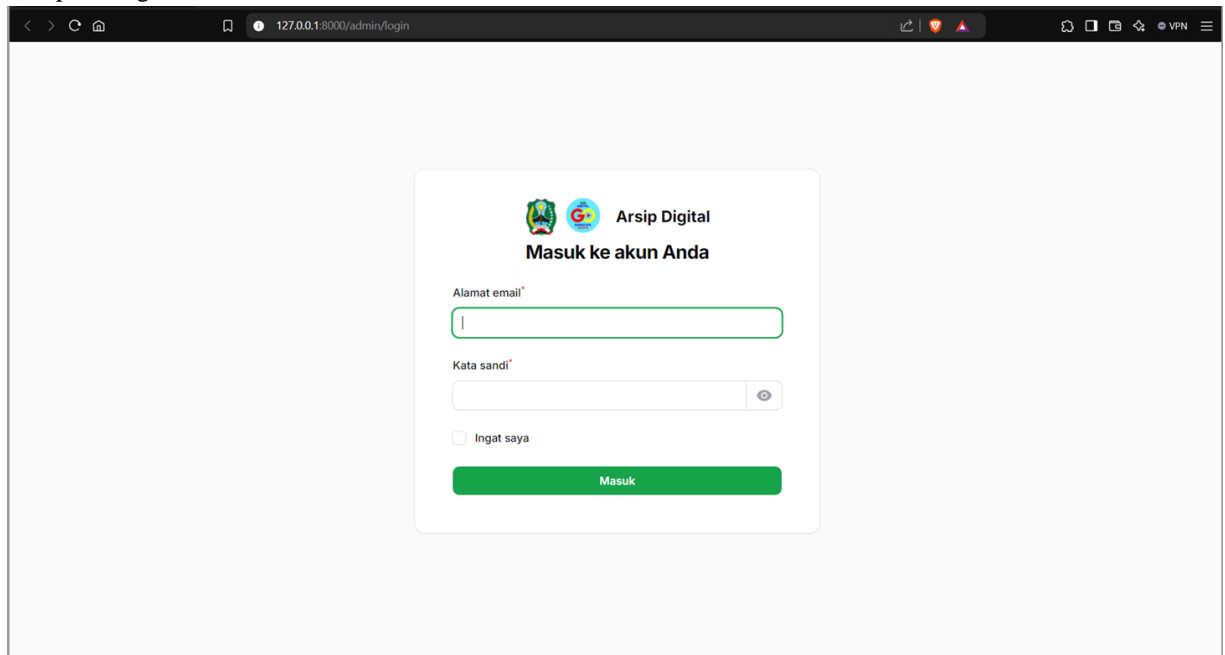 127.0.0.1:8000/admin/login
VPN
Arsip Digital
Masuk ke akun Anda
Alamat email*
Kata sandi*
Ingat saya
Masuk